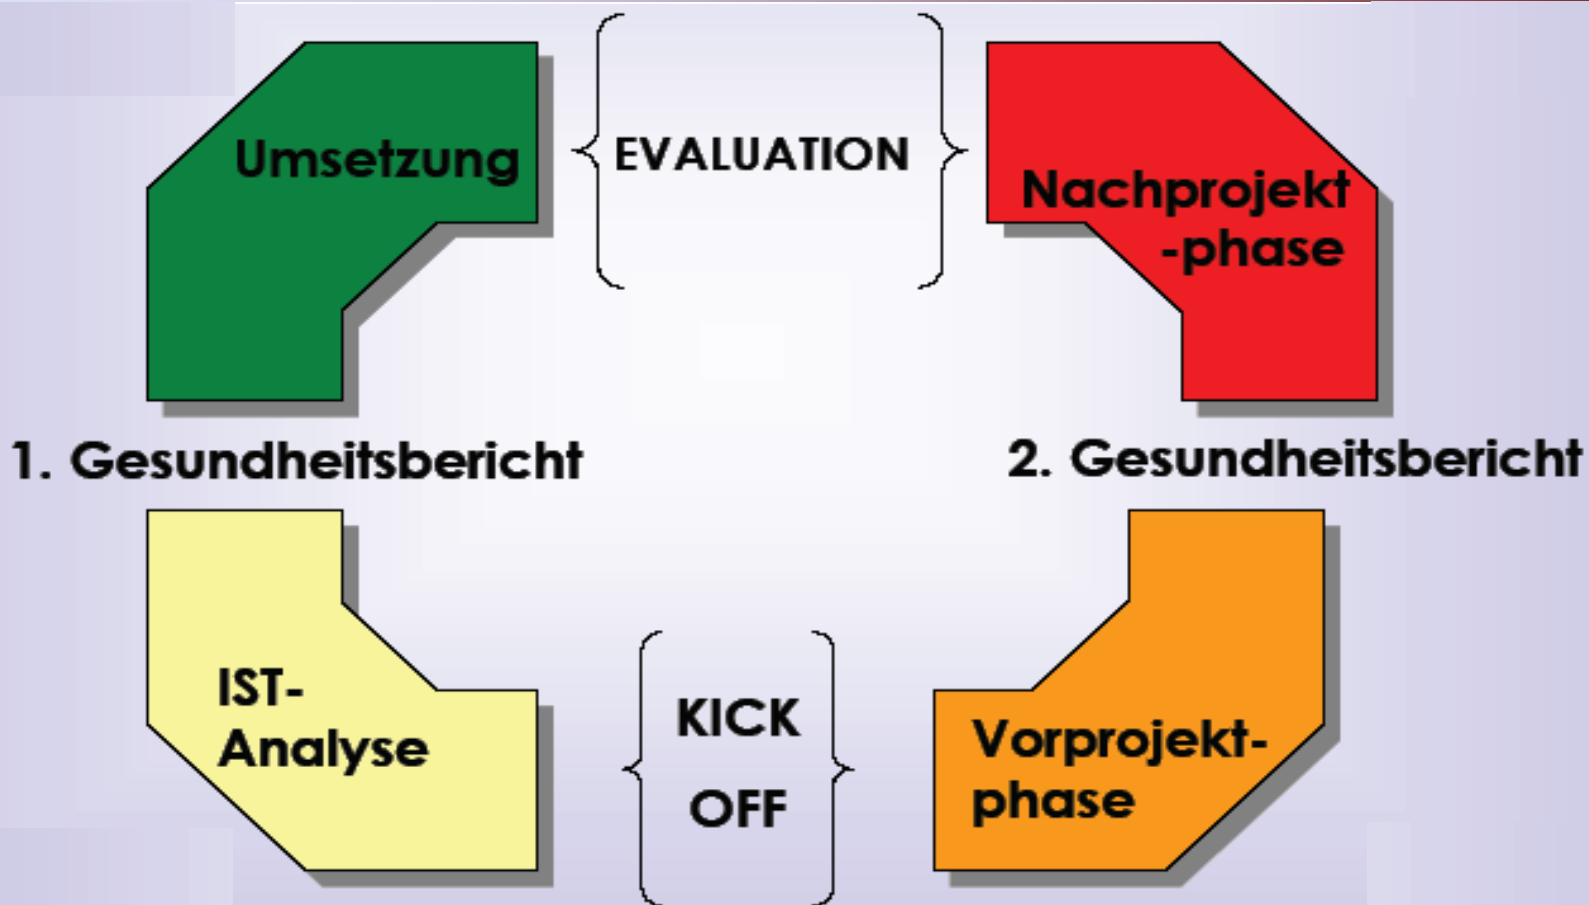 Umsetzung
EVALUATION
Nachprojekt
-phase
1. Gesundheitsbericht
2. Gesundheitsbericht
IST-
Analyse
KICK
OFF
Vorprojekt-
phase